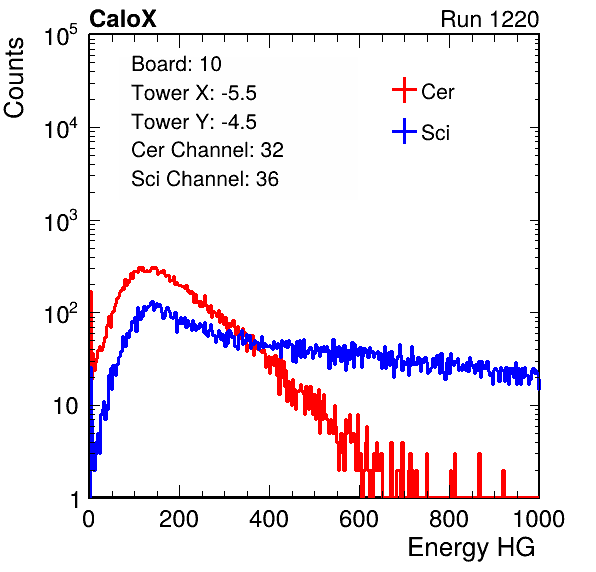 CaloX Run 1220
Counts
10^5
10^4
10^3
10^2
10
1
Board: 10
Tower X: -5.5
Tower Y: -4.5
Cer Channel: 32
Sci Channel: 36
Cer
Sci
0 200 400 600 800 1000
Energy HG